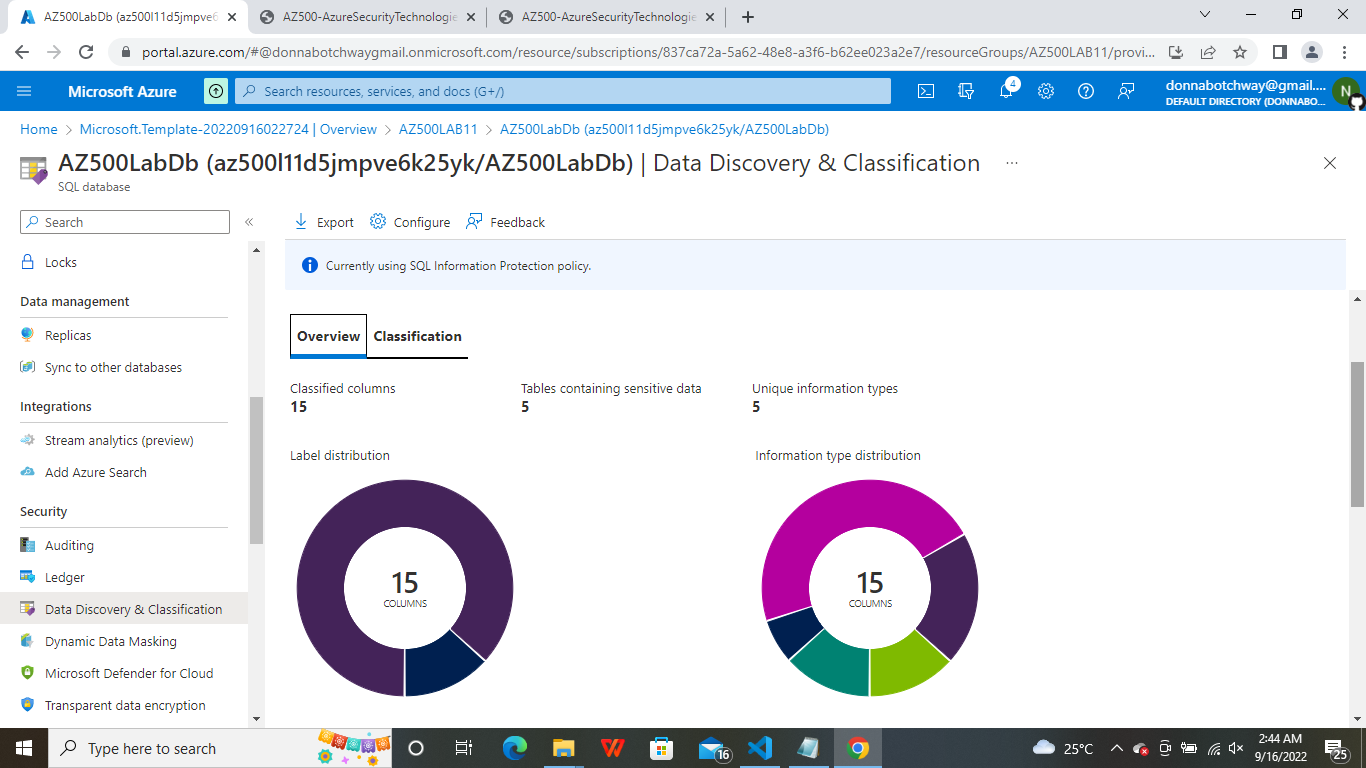 AZ500LabDb (az500l11d5jmpve6
AZ500-AzureSecurityTechnologie
AZ500-AzureSecurityTechnologie
portal.azure.com/#@donnabotchwaygmail.onmicrosoft.com/resource/subscriptions/837ca72a-5a62-48e8-a3f6-b62ee023a2e7/resourceGroups/AZ500LAB11/provi...
Microsoft Azure
Search resources, services, and docs (G+/)
4
donnabotchway@gmail....
DEFAULT DIRECTORY (DONNABO...
N
Home > Microsoft.Template-20220916022724 | Overview > AZ500LAB11 > AZ500LabDb (az500l11d5jmpve6k25yk/AZ500LabDb)
AZ500LabDb (az500l11d5jmpve6k25yk/AZ500LabDb) | Data Discovery & Classification ...
SQL database
Search
«
Export
Configure
Feedback
Currently using SQL Information Protection policy.
Locks
Data management
Replicas
Sync to other databases
Integrations
Stream analytics (preview)
Add Azure Search
Security
Auditing
Ledger
Data Discovery & Classification
Dynamic Data Masking
Microsoft Defender for Cloud
Transparent data encryption
Overview
Classification
Classified columns
15
Tables containing sensitive data
5
Unique information types
5
Label distribution
15
COLUMNS
Information type distribution
15
COLUMNS
Type here to search
16
25°C
2:44 AM
9/16/2022
25